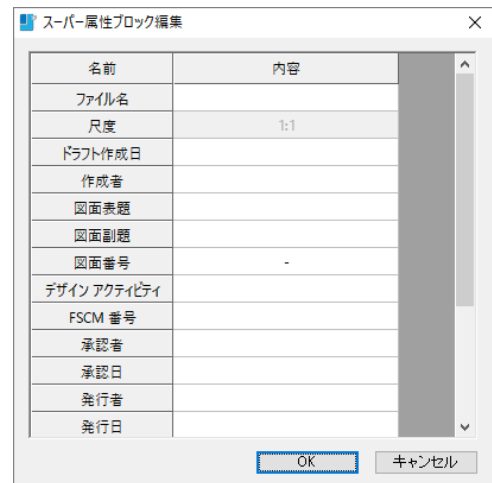 スーパー属性ブロック編集
名前 内容
ファイル名
尺度 1:1
ドラフト作成日
作成者
図面表題
図面副題
図面番号 -
デザイン アクティビティ
FSCM 番号
承認者
承認日
発行者
発行日
OK キャンセル